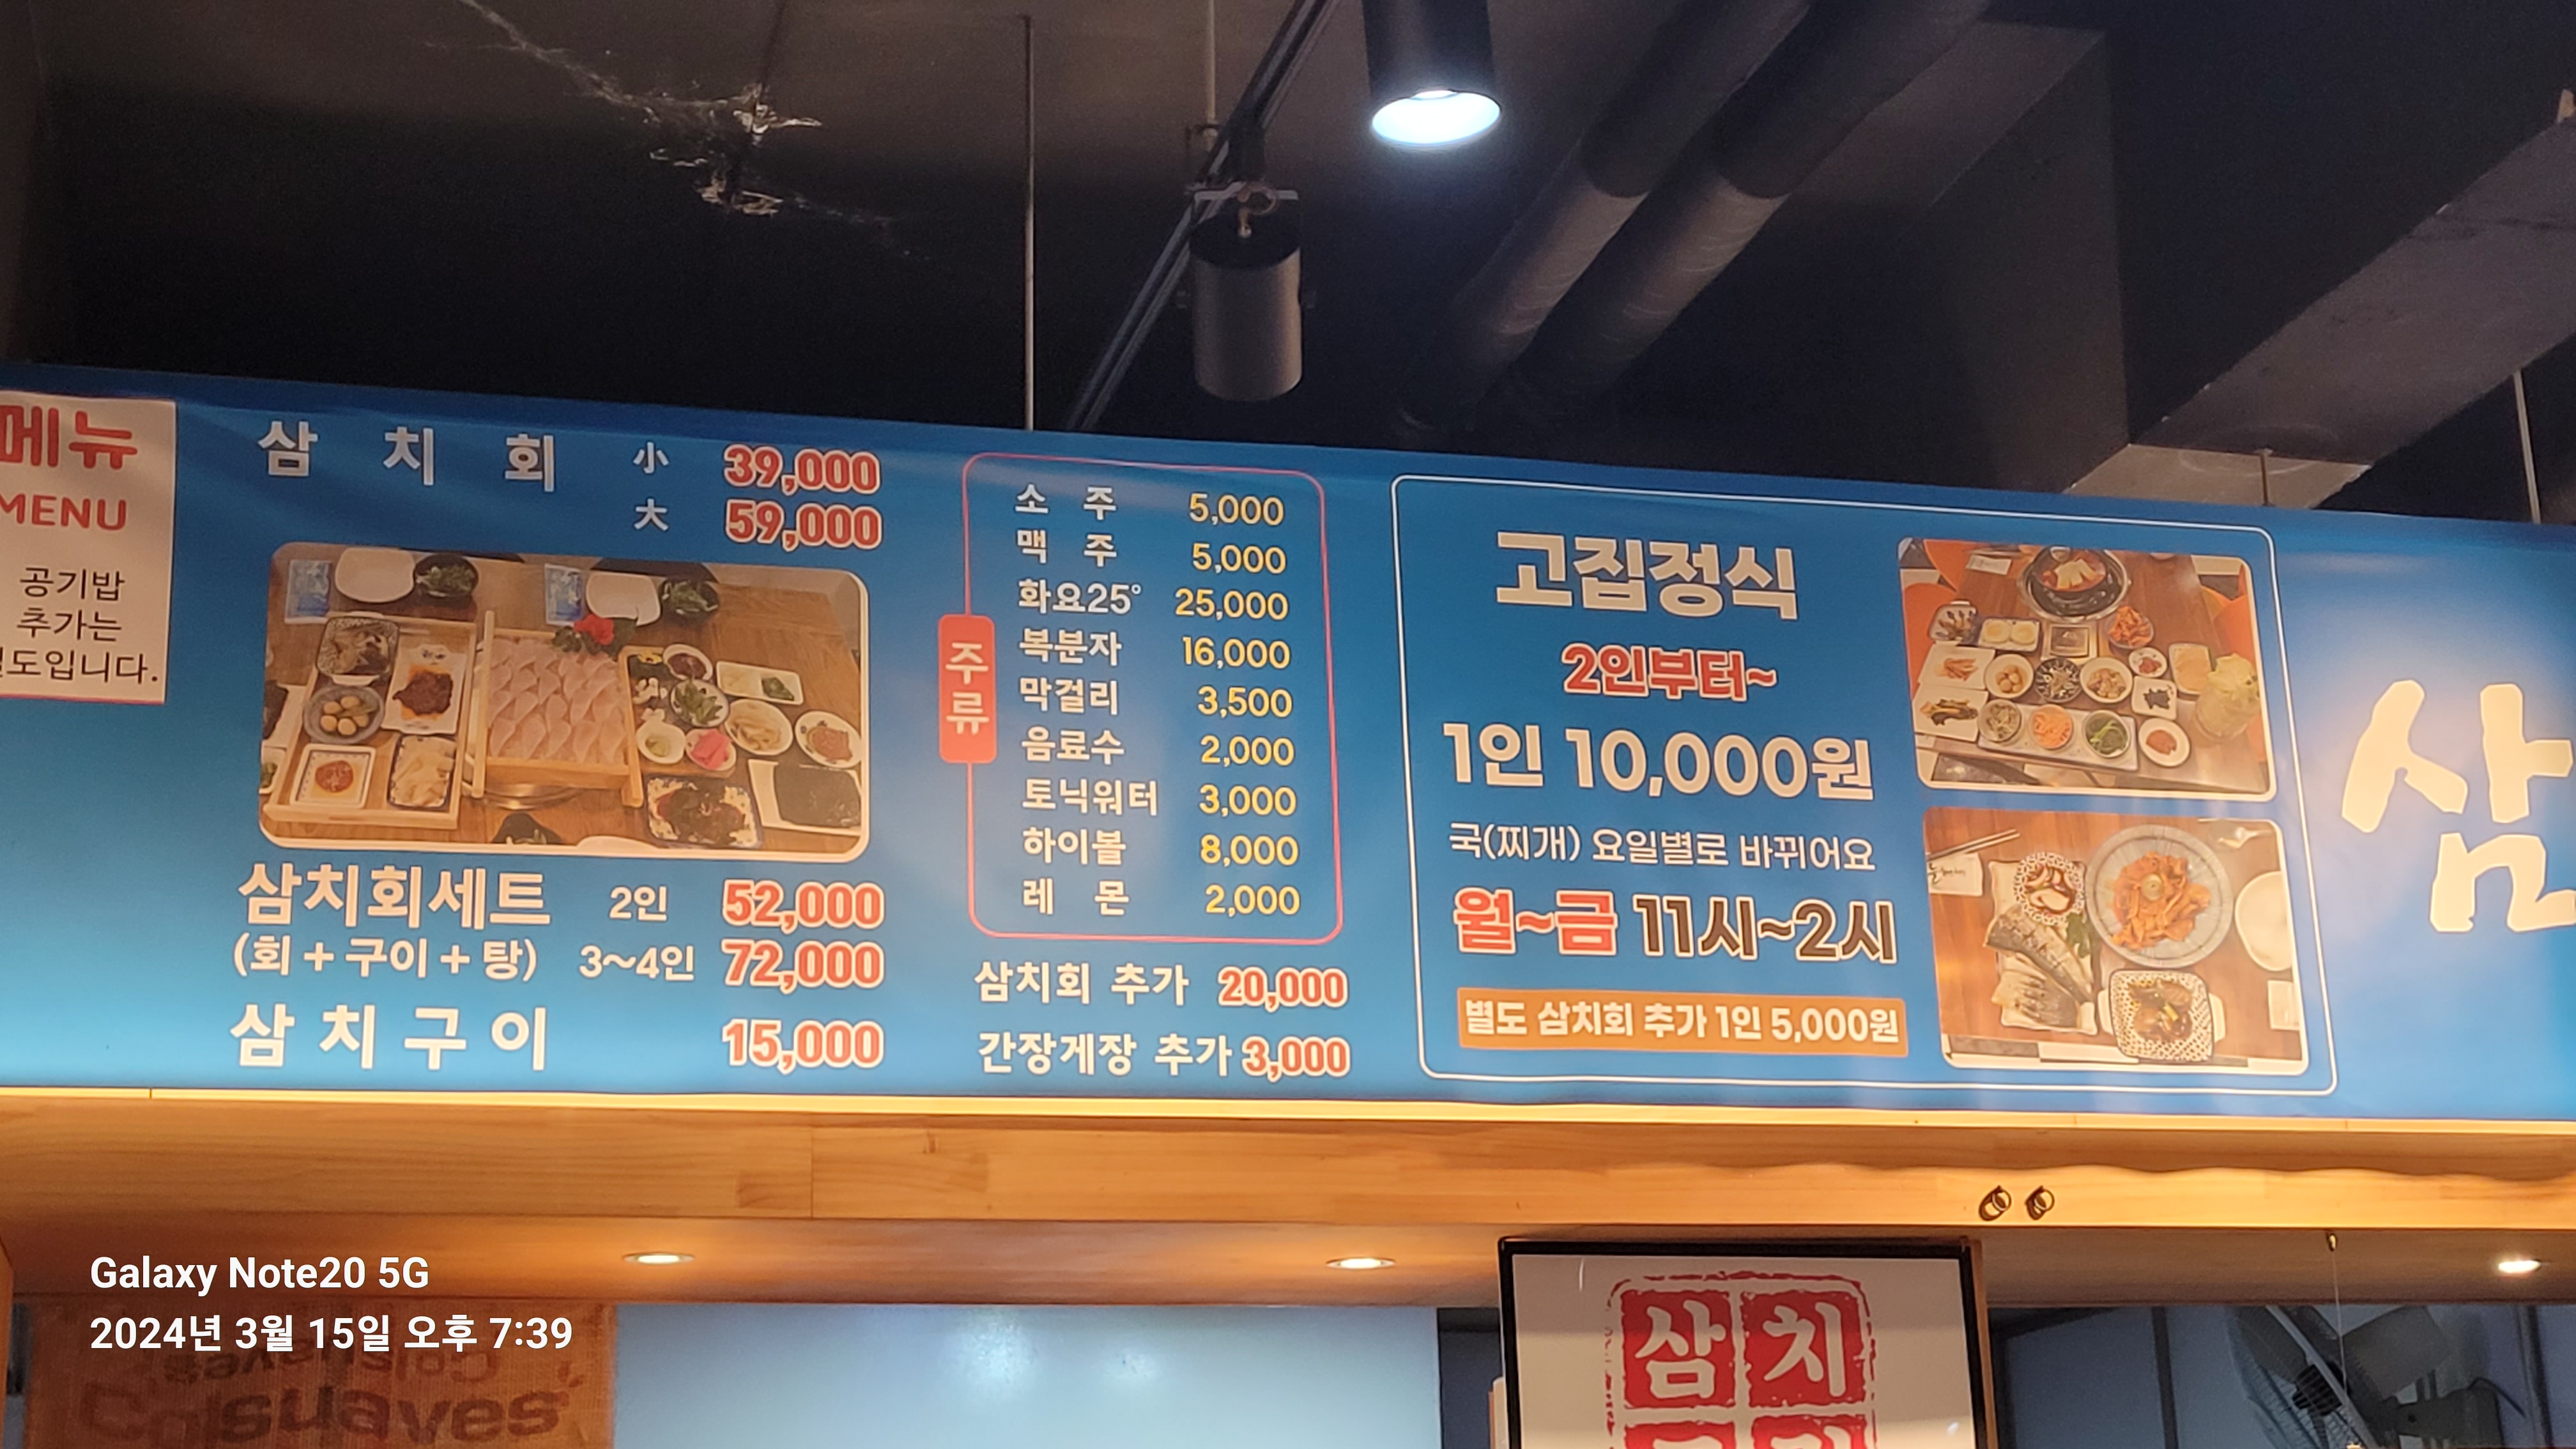 메뉴
MENU
공기밥
추가는
별도입니다.
삼 치 회 小 39,000
大 59,000
삼치회세트 2인 52,000
(회 + 구이 + 탕) 3~4인 72,000
삼 치 구 이 15,000
주류
소 주 5,000
맥 주 5,000
화요25° 25,000
복분자 16,000
막걸리 3,500
음료수 2,000
토닉워터 3,000
하이볼 8,000
레 몬 2,000
삼치회 추가 20,000
간장게장 추가 3,000
고집정식
2인부터~
1인 10,000원
국(찌개) 요일별로 바뀌어요
월~금 11시~2시
별도 삼치회 추가 1인 5,000원
삼
삼치
Galaxy Note20 5G
2024년 3월 15일 오후 7:39